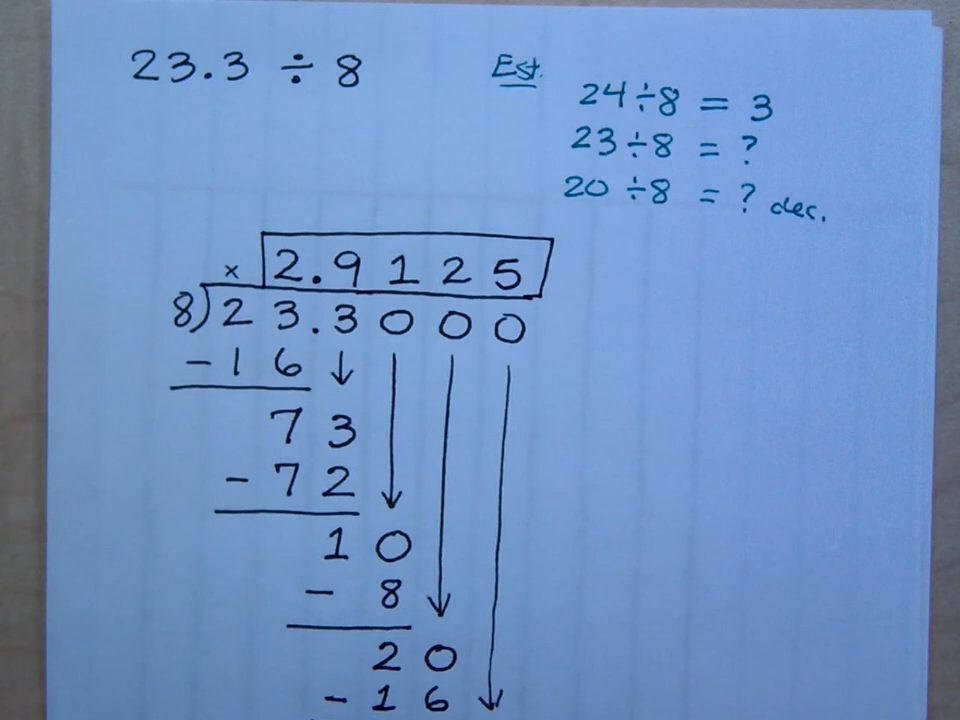 23.3 ÷ 8
Est.
24÷8 = 3
23÷8 = ?
20÷8 = ? dec.
× 2.9125
8)23.3000
-16
73
-72
10
- 8
20
-16